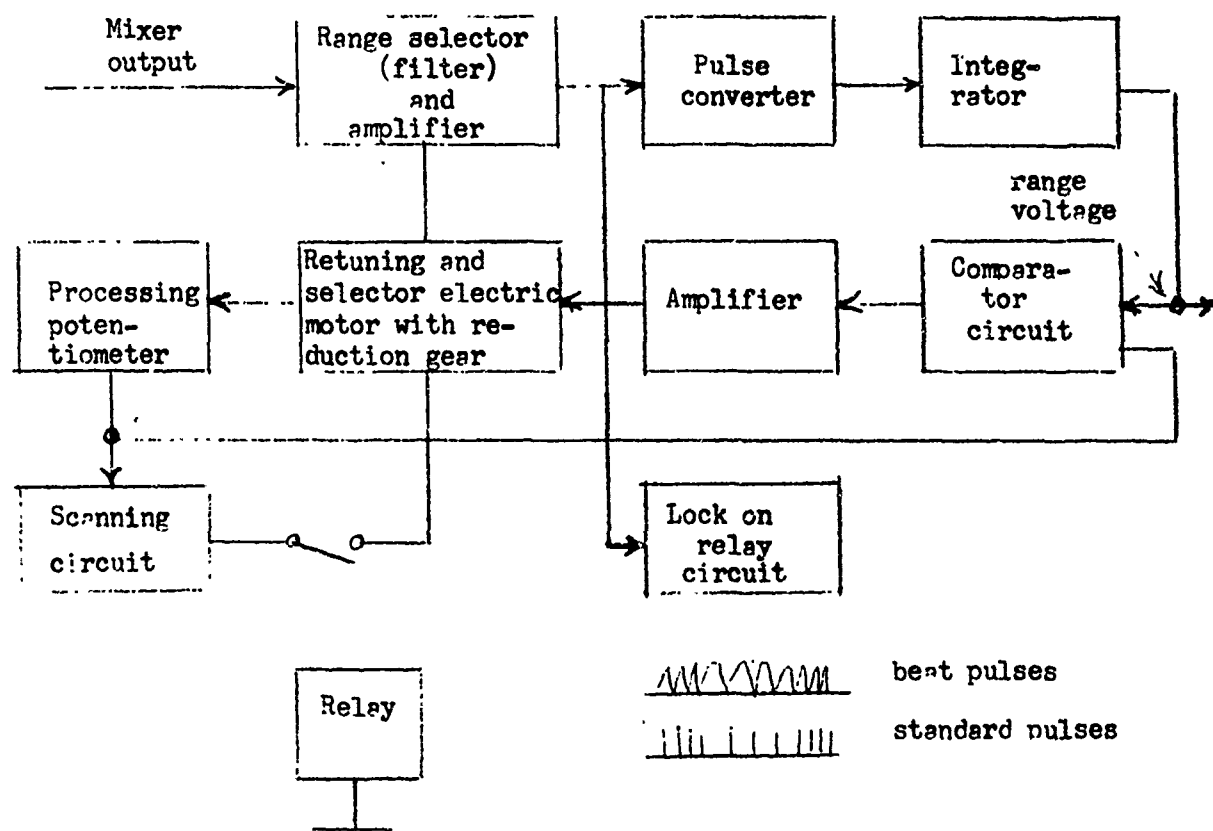 Mixer
output
Range selector
(filter)
and
amplifier
Pulse
converter
Integ-
rator
range
voltage
Processing
poten-
tiometer
Retuning and
selector electric
motor with re-
duction gear
Amplifier
Compara-
tor
circuit
Scanning
circuit
Lock on
relay
circuit
Relay
beat pulses
standard pulses